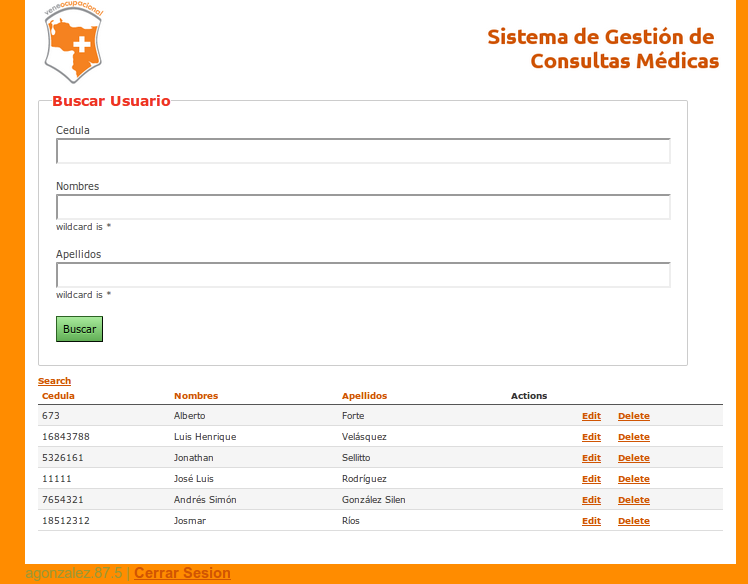 veneocupacional
Sistema de Gestión de
Consultas Médicas
Buscar Usuario
Cedula
Nombres
wildcard is *
Apellidos
wildcard is *
Buscar
Search
Cedula Nombres Apellidos Actions
673 Alberto Forte Edit Delete
16843788 Luis Henrique Velásquez Edit Delete
5326161 Jonathan Sellitto Edit Delete
11111 José Luis Rodríguez Edit Delete
7654321 Andrés Simón González Silen Edit Delete
18512312 Josmar Ríos Edit Delete
agonzalez.87.5 | Cerrar Sesion